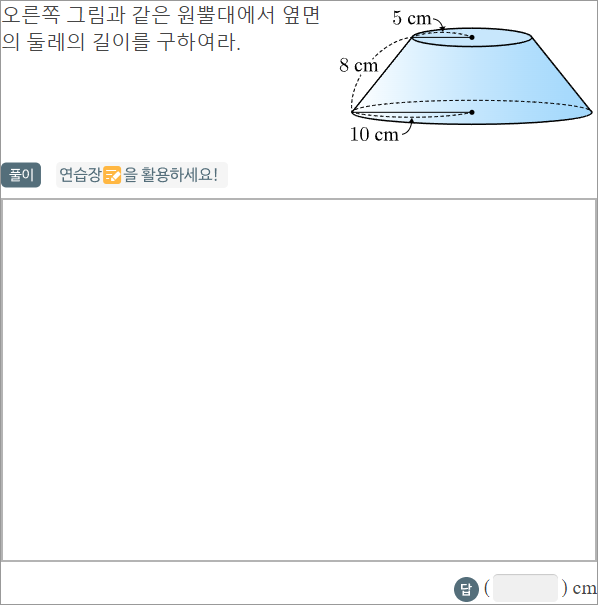 오른쪽 그림과 같은 원뿔대에서 옆면
의 둘레의 길이를 구하여라.
5 cm
8 cm
10 cm
풀이 연습장을 활용하세요!
답 ( ) cm